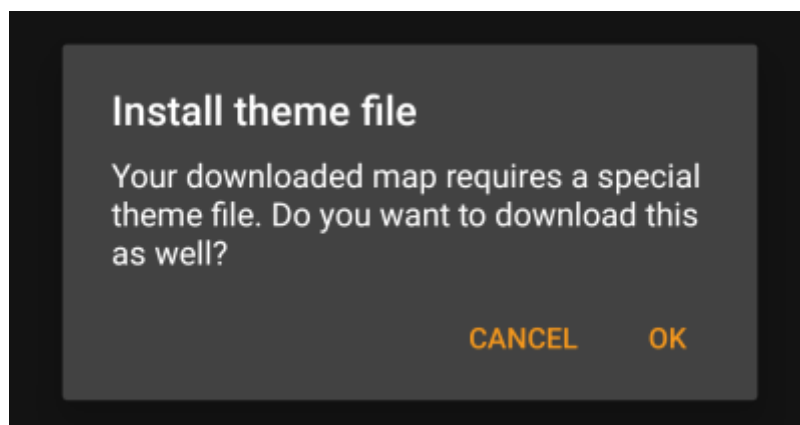 Install theme file
Your downloaded map requires a special
theme file. Do you want to download this
as well?
CANCEL OK